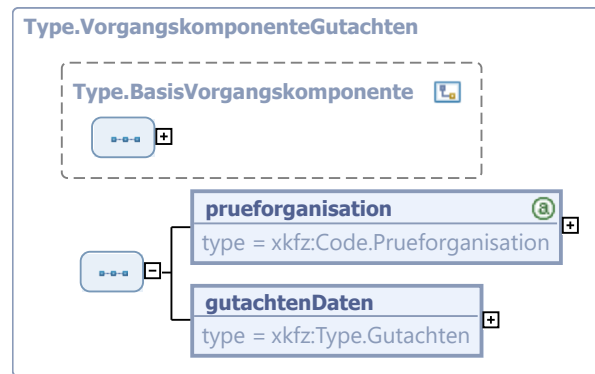 Type.VorgangskomponenteGutachten
Type.BasisVorgangskomponente
prueforganisation
type = xkfz:Code.Prueforganisation
gutachtenDaten
type = xkfz:Type.Gutachten